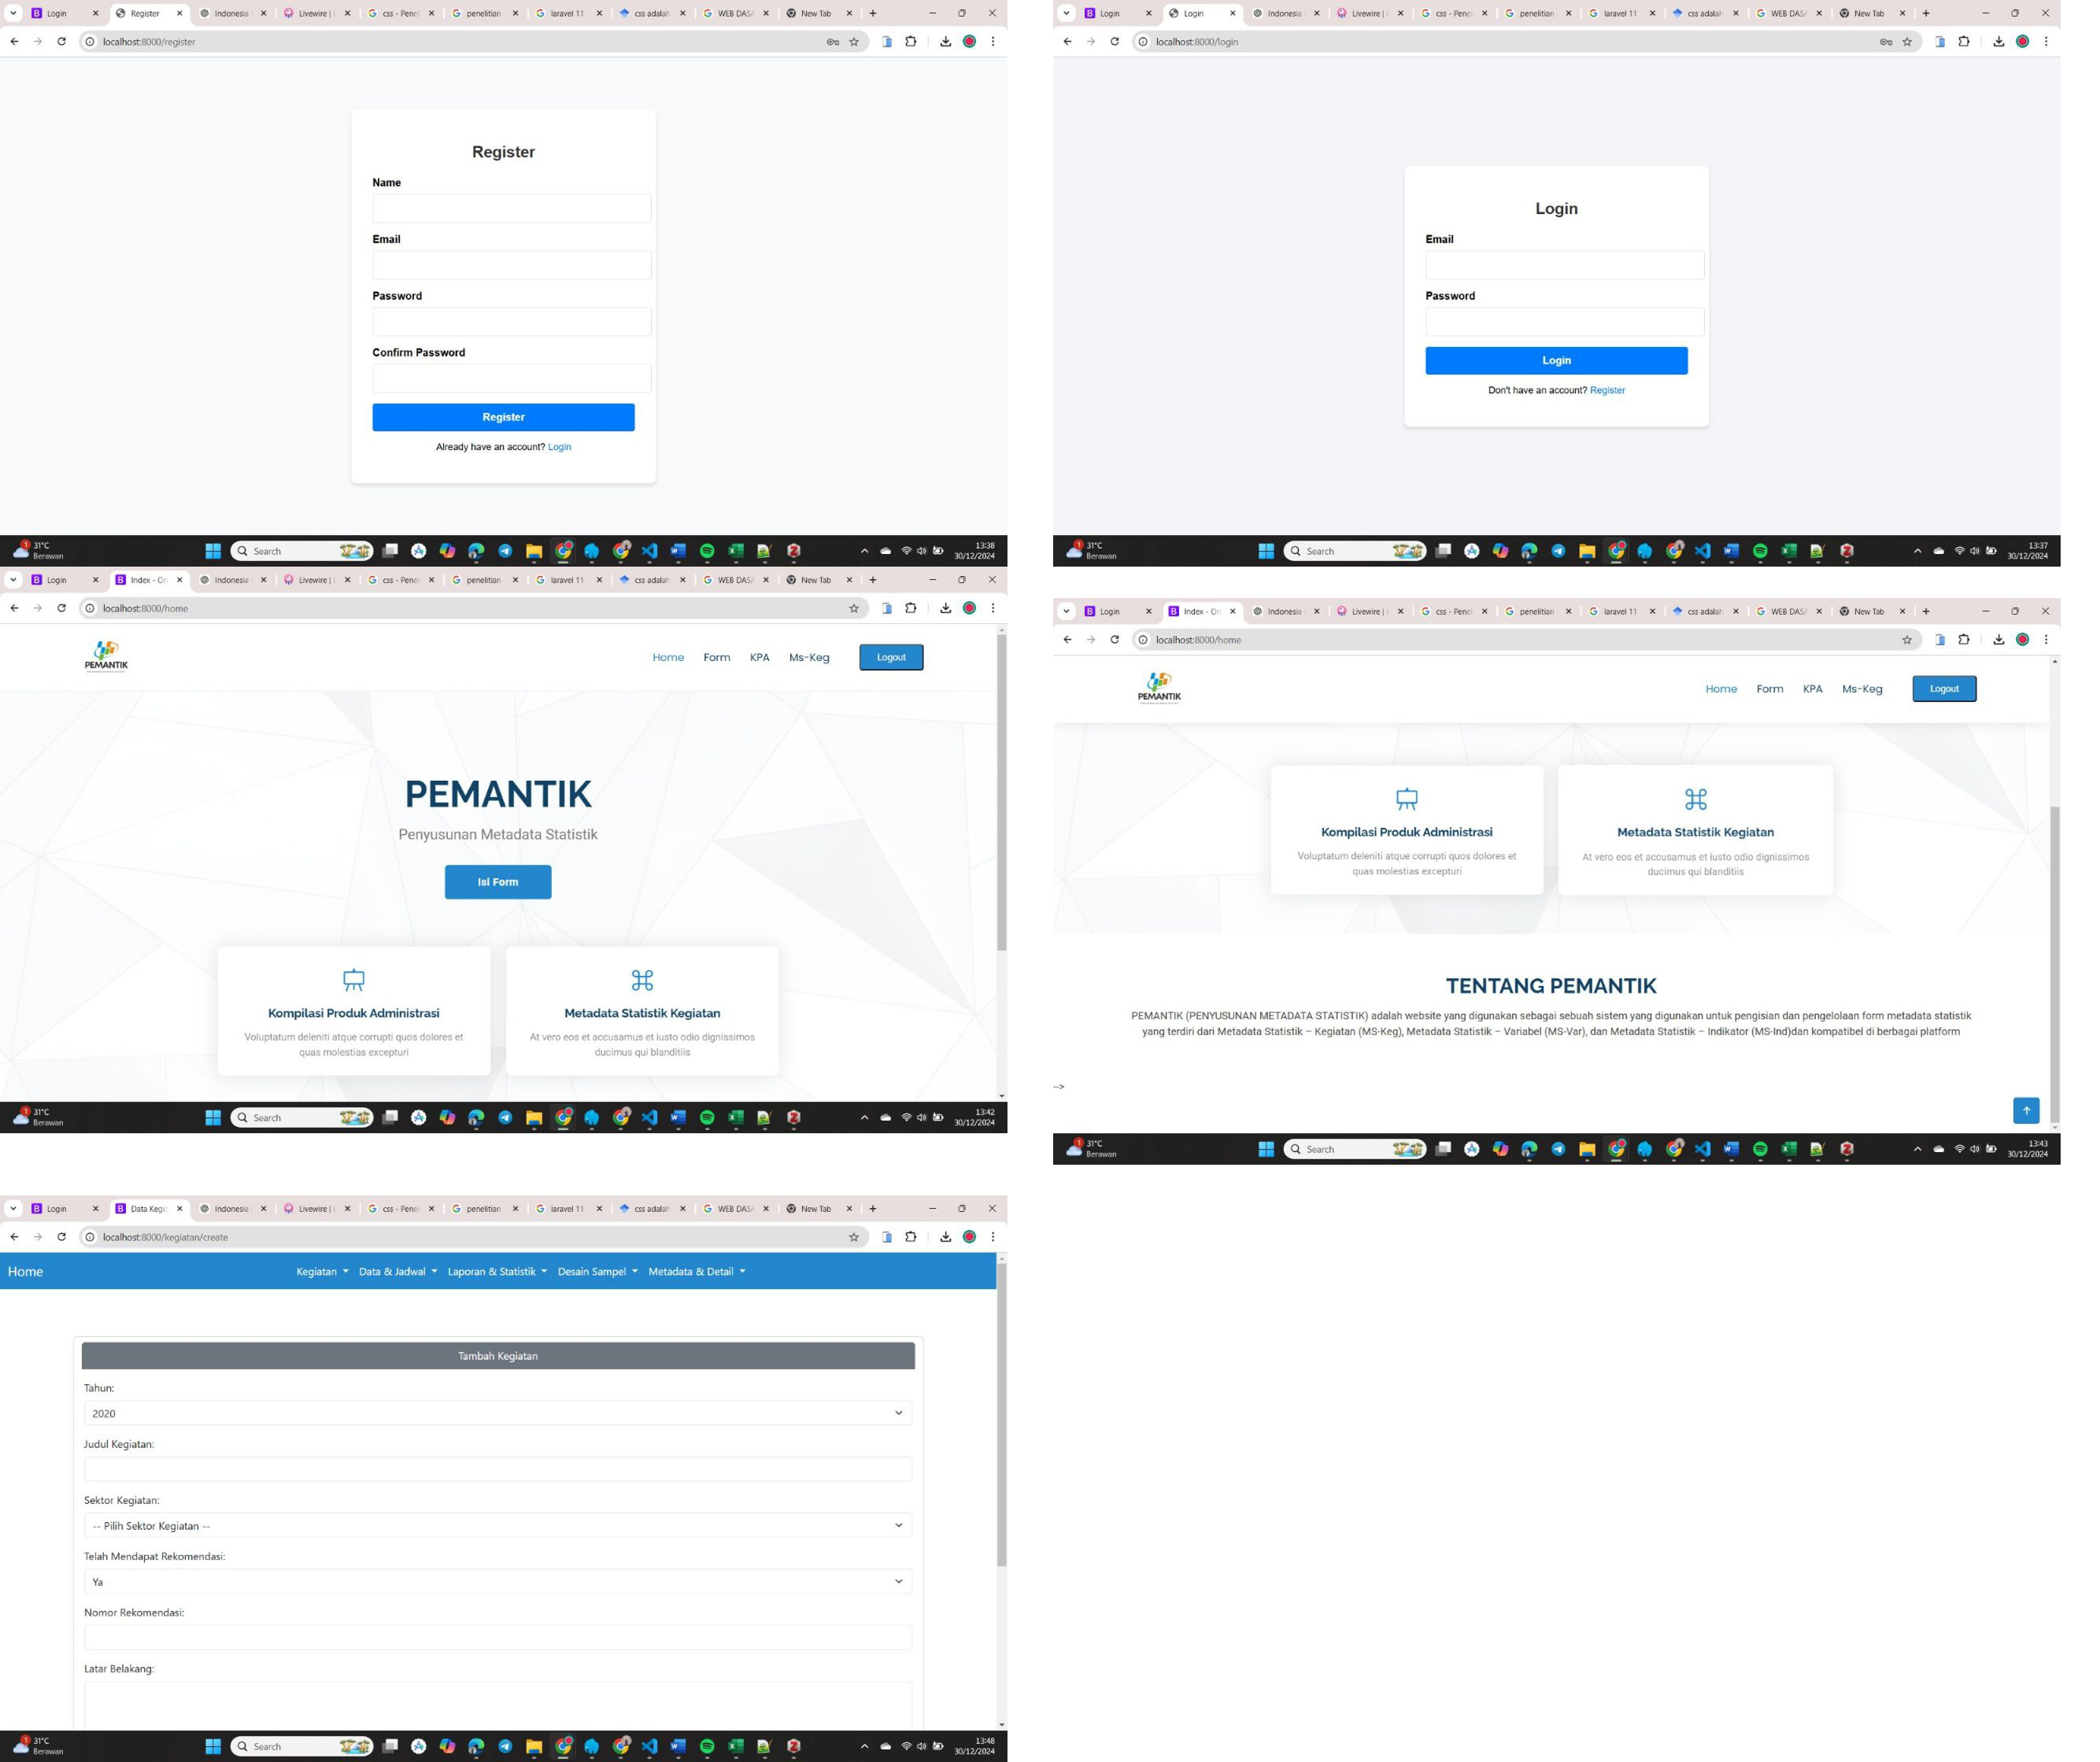 Login
Register
Indonesia
Livewire | L
css - Penel
penelitian
laravel 11
css adalah
WEB DAS
New Tab
localhost:8000/register
Register
Name
Email
Password
Confirm Password
Register
Already have an account? Login
1
31°C
Berawan
Search
13:38
30/12/2024
Login
Login
Indonesia
Livewire | L
css - Penel
penelitian
laravel 11
css adalah
WEB DAS
New Tab
localhost:8000/login
Login
Email
Password
Login
Don't have an account? Register
1
31°C
Berawan
Search
13:37
30/12/2024
Login
Index - On
Indonesia
Livewire | L
css - Penel
penelitian
laravel 11
css adalah
WEB DAS
New Tab
localhost:8000/home
PEMANTIK
Home Form KPA Ms-Keg Logout
PEMANTIK
Penyusunan Metadata Statistik
Isi Form
Kompilasi Produk Administrasi
Voluptatum deleniti atque corrupti quos dolores et
quas molestias excepturi
Metadata Statistik Kegiatan
At vero eos et accusamus et iusto odio dignissimos
ducimus qui blanditiis
1
31°C
Berawan
Search
13:42
30/12/2024
Login
Index - On
Indonesia
Livewire | L
css - Penel
penelitian
laravel 11
css adalah
WEB DAS
New Tab
localhost:8000/home
PEMANTIK
Home Form KPA Ms-Keg Logout
Kompilasi Produk Administrasi
Voluptatum deleniti atque corrupti quos dolores et
quas molestias excepturi
Metadata Statistik Kegiatan
At vero eos et accusamus et iusto odio dignissimos
ducimus qui blanditiis
TENTANG PEMANTIK
PEMANTIK (PENYUSUNAN METADATA STATISTIK) adalah website yang digunakan sebagai sebuah sistem yang digunakan untuk pengisian dan pengelolaan form metadata statistik
yang terdiri dari Metadata Statistik – Kegiatan (MS-Keg), Metadata Statistik – Variabel (MS-Var), dan Metadata Statistik – Indikator (MS-Ind)dan kompatibel di berbagai platform
-->
1
31°C
Berawan
Search
13:43
30/12/2024
Login
Data Kegi
Indonesia
Livewire | L
css - Penel
penelitian
laravel 11
css adalah
WEB DAS
New Tab
localhost:8000/kegiatan/create
Home Kegiatan Data & Jadwal Laporan & Statistik Desain Sampel Metadata & Detail
Tambah Kegiatan
Tahun:
2020
Judul Kegiatan:
Sektor Kegiatan:
-- Pilih Sektor Kegiatan --
Telah Mendapat Rekomendasi:
Ya
Nomor Rekomendasi:
Latar Belakang:
1
31°C
Berawan
Search
13:48
30/12/2024